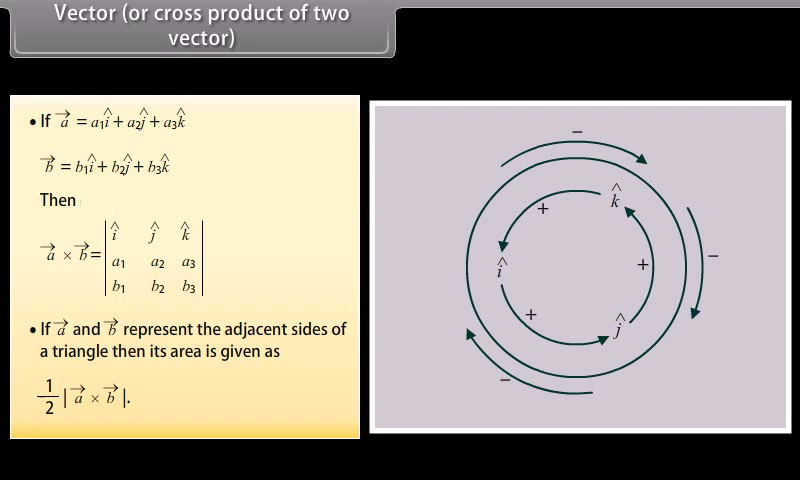 Vector (or cross product of two
vector)
• If a⃗ = a₁î + a₂ĵ + a₃k̂
b⃗ = b₁î + b₂ĵ + b₃k̂
Then
a⃗ × b⃗ = | î ĵ k̂ |
| a₁ a₂ a₃ |
| b₁ b₂ b₃ |
• If a⃗ and b⃗ represent the adjacent sides of
a triangle then its area is given as
1/2 | a⃗ × b⃗ |.
−
k̂
+
+
−
î
+
ĵ
−